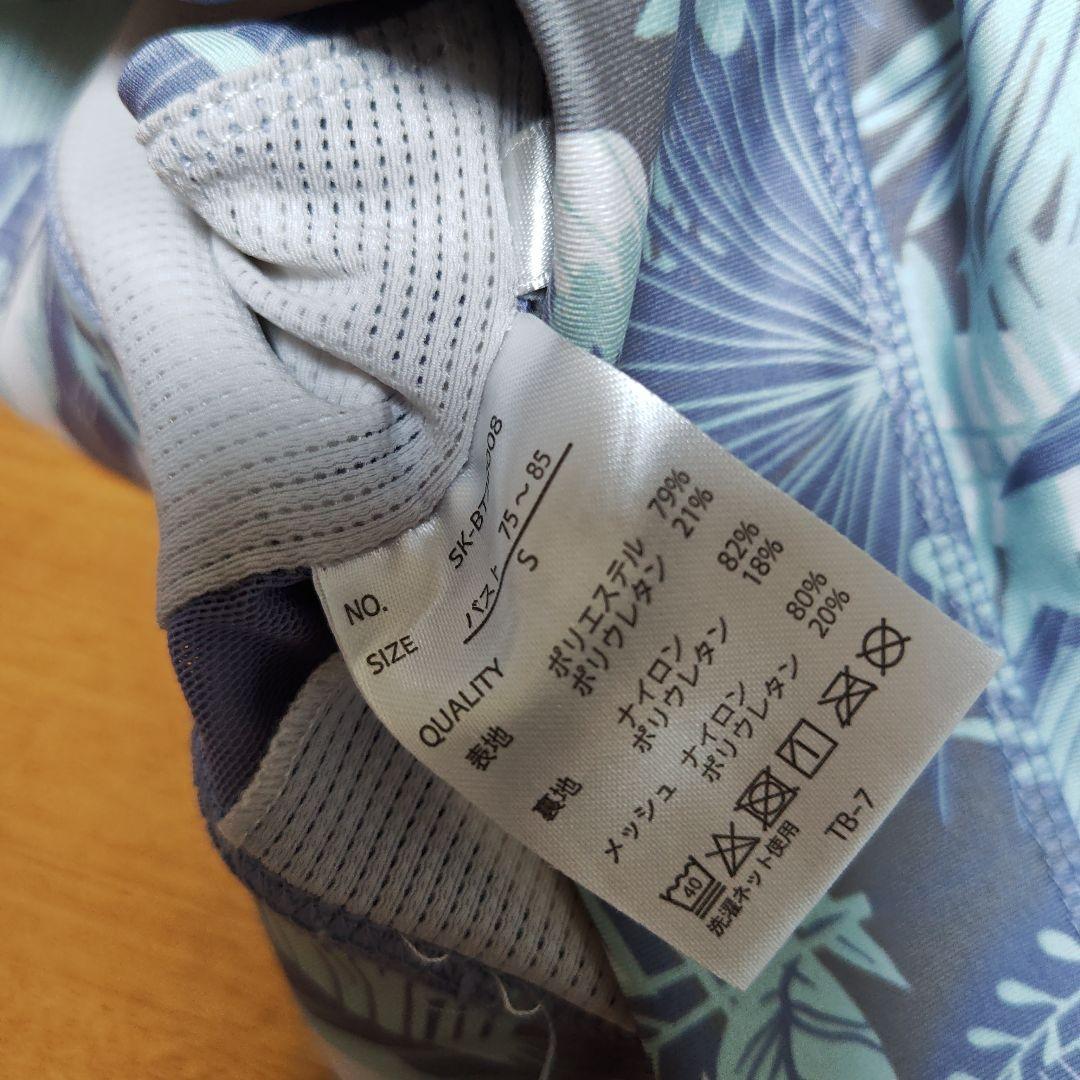 NO.
SIZE バスト 75～85
S
QUALITY
表地 ポリエステル 79%
ポリウレタン 21%
裏地 ナイロン 82%
ポリウレタン 18%
メッシュ ナイロン 80%
ポリウレタン 20%
40
洗濯ネット使用
TB-7